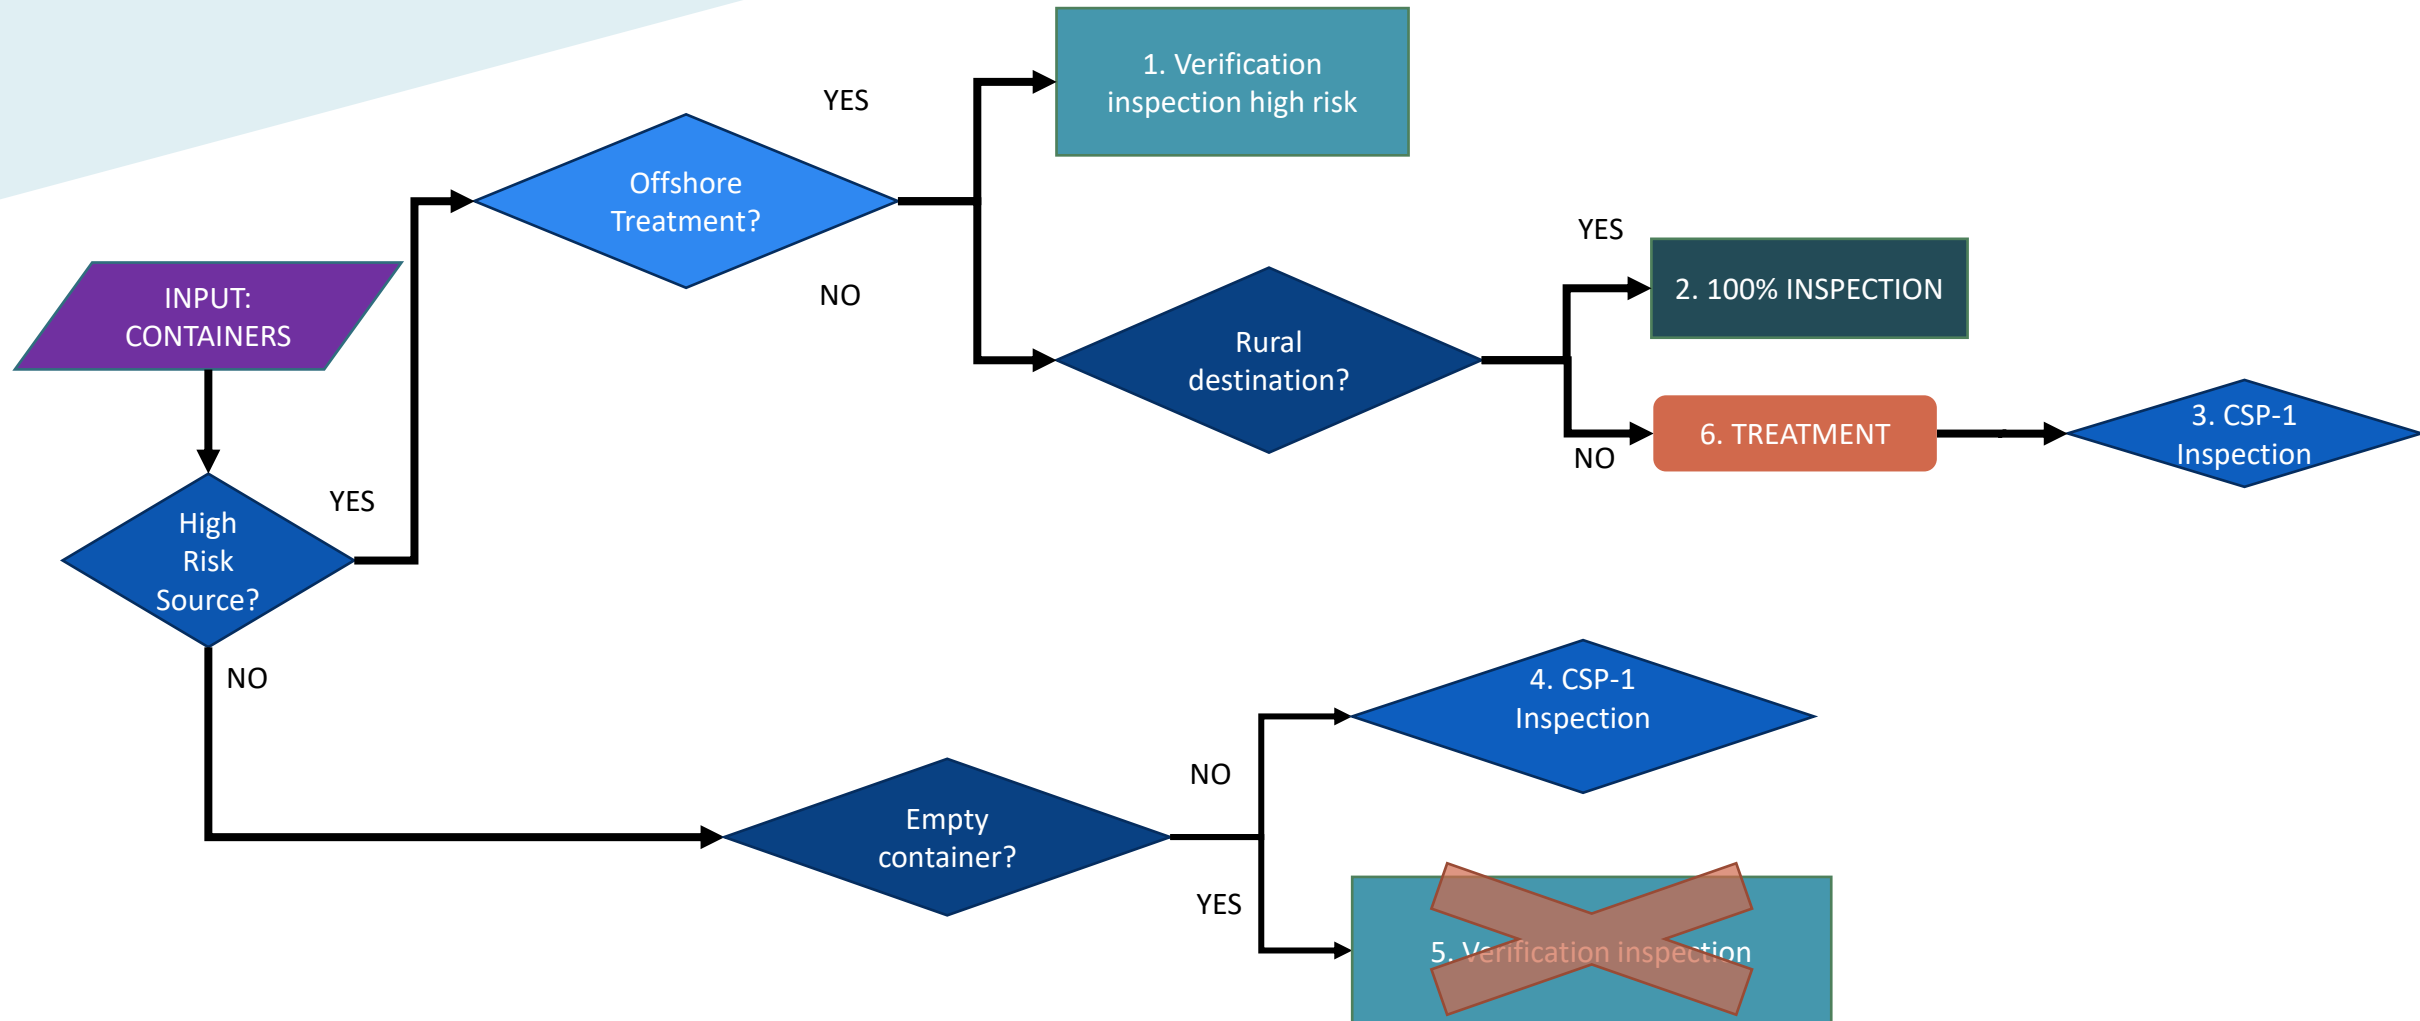 1. Verification
inspection high risk
YES
Offshore
Treatment?
NO
YES
2. 100% INSPECTION
INPUT:
CONTAINERS
Rural
destination?
6. TREATMENT
NO
3. CSP-1
Inspection
YES
High
Risk
Source?
NO
4. CSP-1
Inspection
NO
Empty
container?
YES
5. Verification inspection